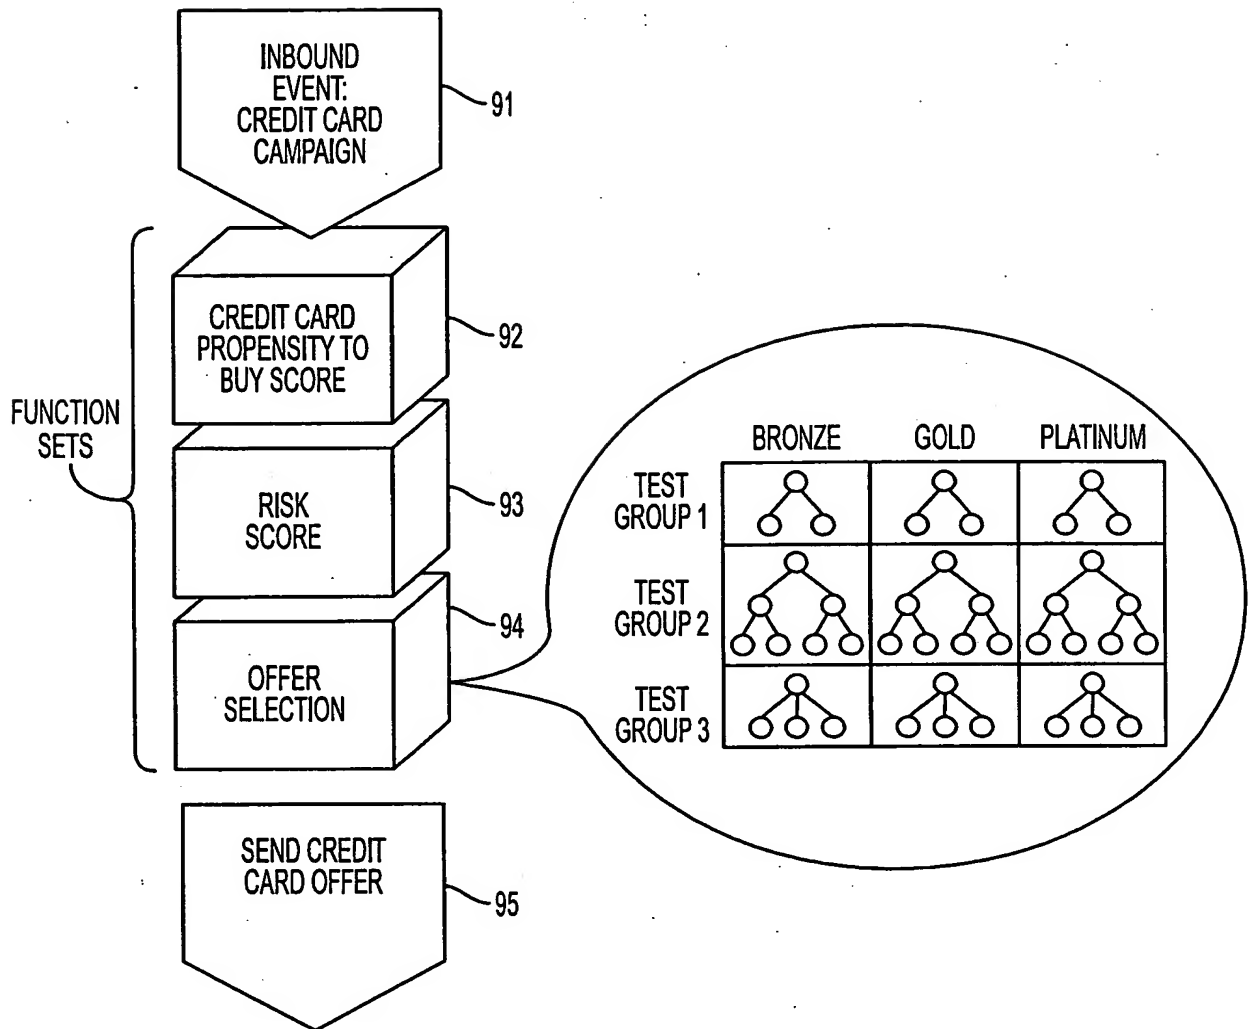 INBOUND
EVENT:
CREDIT CARD
CAMPAIGN
91
CREDIT CARD
PROPENSITY TO
BUY SCORE
92
FUNCTION
SETS
RISK
SCORE
93
OFFER
SELECTION
94
BRONZE GOLD PLATINUM
TEST
GROUP 1
TEST
GROUP 2
TEST
GROUP 3
SEND CREDIT
CARD OFFER
95